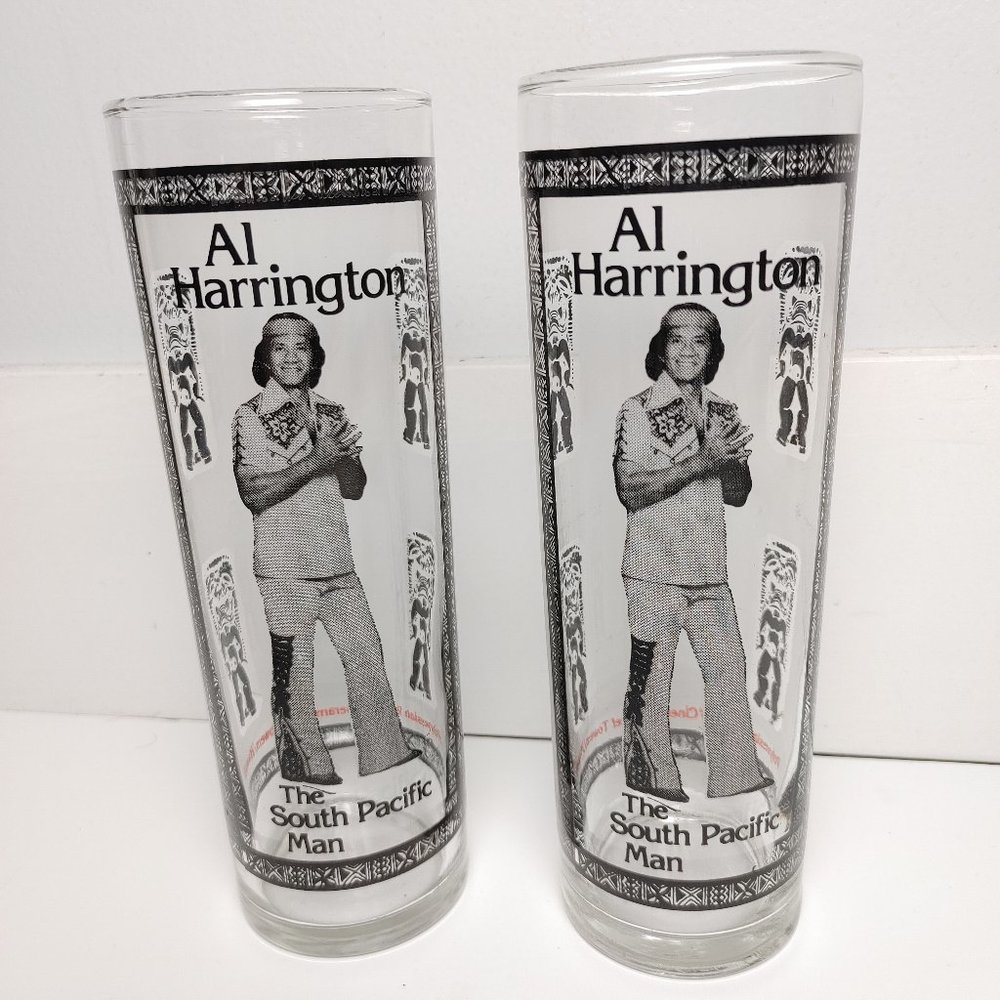 Al
Harrington
The
South Pacific
Man
Al
Harrington
The
South Pacific
Man